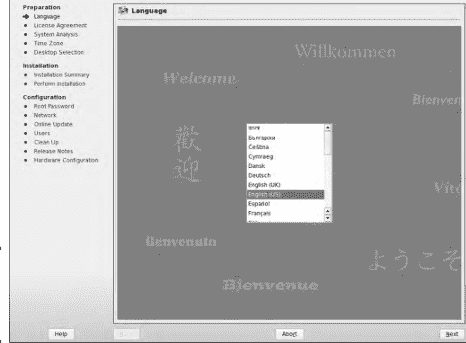 Preparation
Language
License Agreement
System Analysis
Time Zone
Desktop Selection
Installation
Installation Summary
Perform Installation
Configuration
Root Password
Network
Online Update
Users
Clean Up
Release Notes
Hardware Configuration
Language
Willkommen
Welcome
Bienven
歡
迎
Čeština
Cymraeg
Dansk
Deutsch
English (UK)
English (US)
Español
Français
Benvenuto
ようこそ
Bienvenue
Help
Abort
Next